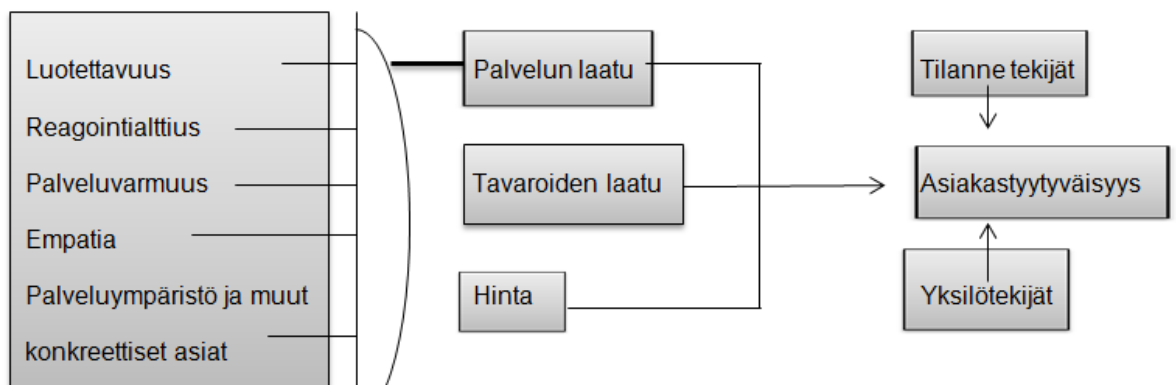 Luotettavuus
Reagointialttius
Palveluvarmuus
Empatia
Palveluympäristö ja muut
konkreettiset asiat
Palvelun laatu
Tavaroiden laatu
Hinta
Tilanne tekijät
Asiakastyytyväisyys
Yksilötekijät